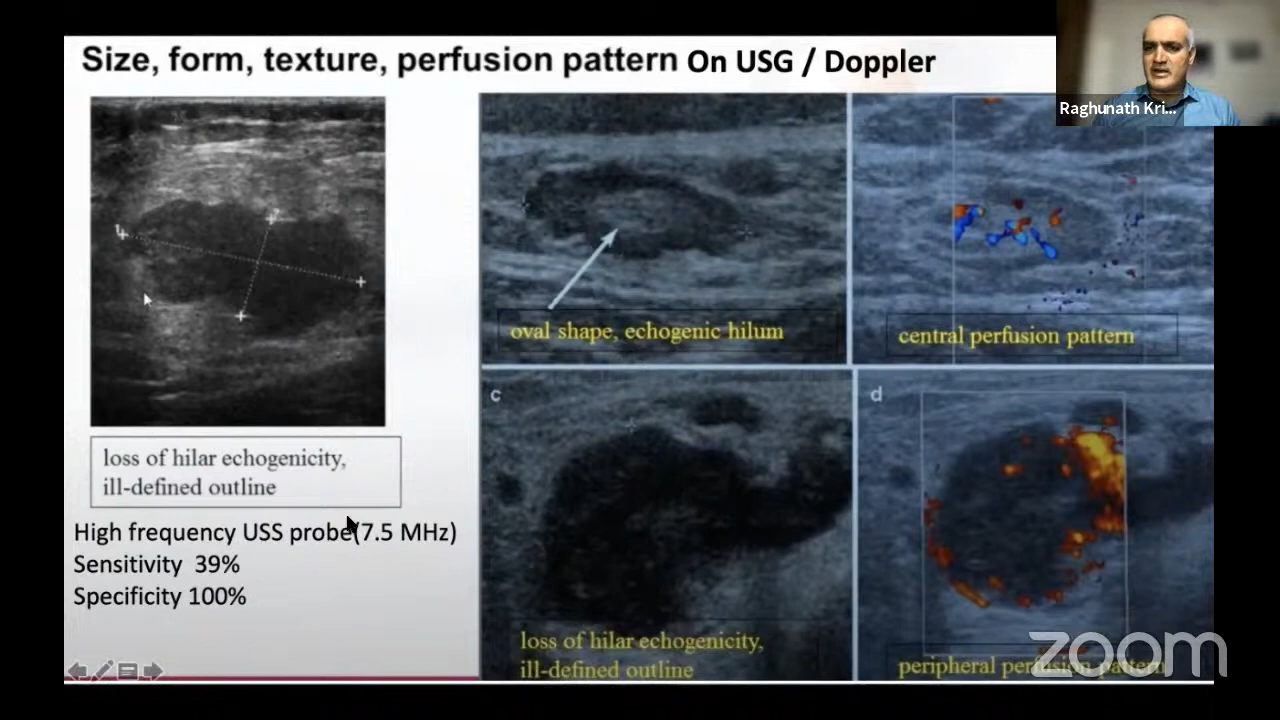 Size, form, texture, perfusion pattern On USG / Doppler
Raghunath Kri...
oval shape, echogenic hilum
central perfusion pattern
loss of hilar echogenicity,
ill-defined outline
High frequency USS probe(7.5 MHz)
Sensitivity 39%
Specificity 100%
c
d
loss of hilar echogenicity,
ill-defined outline
peripheral perfusion pattern
zoom